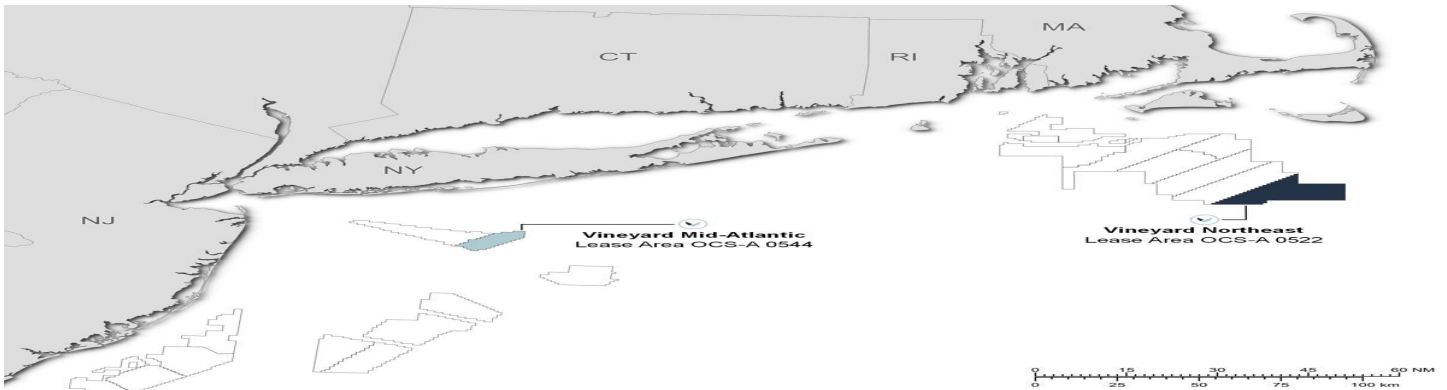 MA
CT
RI
NY
NJ
Vineyard Mid-Atlantic
Lease Area OCS-A 0544
Vineyard Northeast
Lease Area OCS-A 0522
0 15 30 45 60 NM
0 25 50 75 100 km